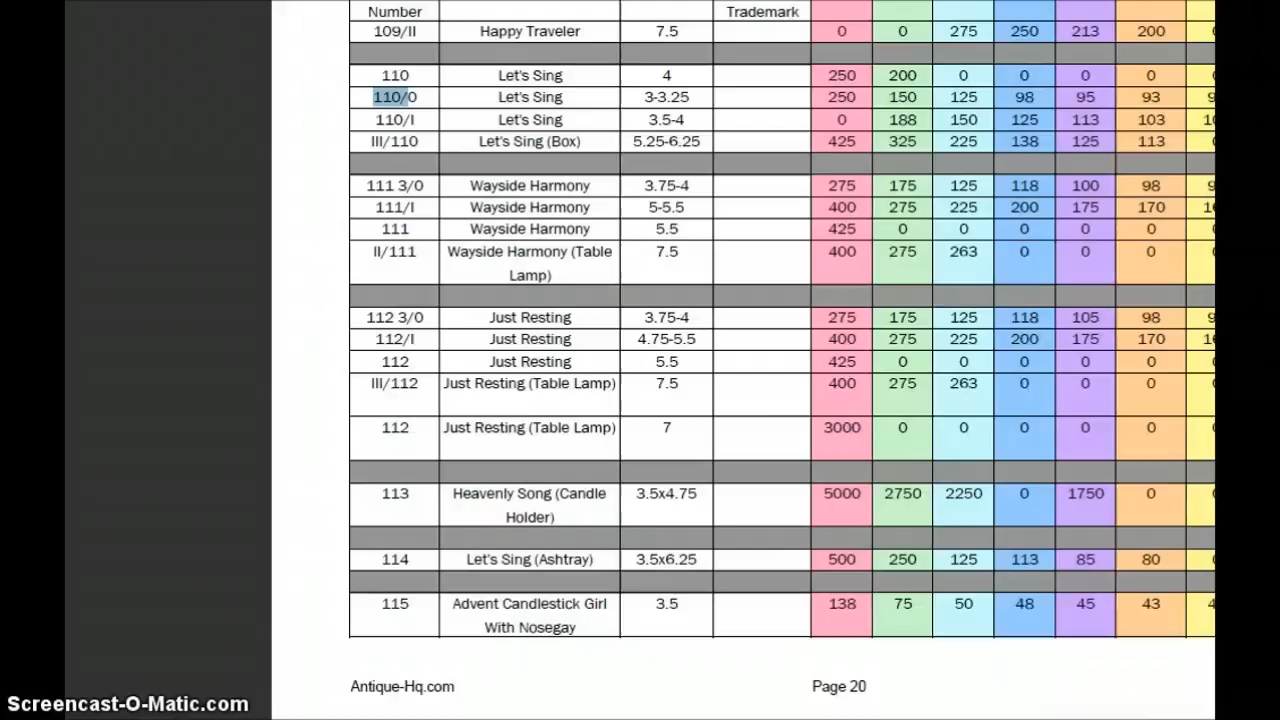 Number Trademark
109/II Happy Traveler 7.5 0 0 275 250 213 200
110 Let's Sing 4 250 200 0 0 0 0
110/0 Let's Sing 3-3.25 250 150 125 98 95 93
110/I Let's Sing 3.5-4 0 188 150 125 113 103
III/110 Let's Sing (Box) 5.25-6.25 425 325 225 138 125 113
111 3/0 Wayside Harmony 3.75-4 275 175 125 118 100 98
111/I Wayside Harmony 5-5.5 400 275 225 200 175 170
111 Wayside Harmony 5.5 425 0 0 0 0 0
II/111 Wayside Harmony (Table 7.5 400 275 263 0 0 0
Lamp)
112 3/0 Just Resting 3.75-4 275 175 125 118 105 98
112/I Just Resting 4.75-5.5 400 275 225 200 175 170
112 Just Resting 5.5 425 0 0 0 0 0
III/112 Just Resting (Table Lamp) 7.5 400 275 263 0 0 0
112 Just Resting (Table Lamp) 7 3000 0 0 0 0 0
113 Heavenly Song (Candle 3.5x4.75 5000 2750 2250 0 1750 0
Holder)
114 Let's Sing (Ashtray) 3.5x6.25 500 250 125 113 85 80
115 Advent Candlestick Girl 3.5 138 75 50 48 45 43
With Nosegay
Antique-Hq.com Page 20
Screencast-O-Matic.com